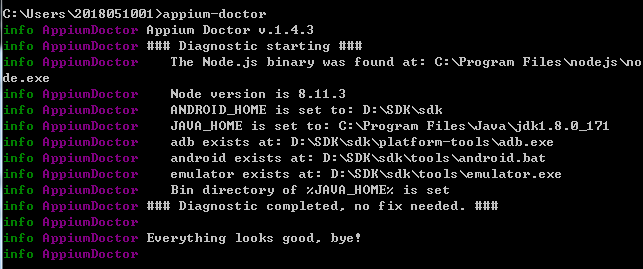 C:\Users\2018051001>appium-doctor
info AppiumDoctor Appium Doctor v.1.4.3
info AppiumDoctor ### Diagnostic starting ###
info AppiumDoctor    The Node.js binary was found at: C:\Program Files\nodejs\no
de.exe
info AppiumDoctor    Node version is 8.11.3
info AppiumDoctor    ANDROID_HOME is set to: D:\SDK\sdk
info AppiumDoctor    JAVA_HOME is set to: C:\Program Files\Java\jdk1.8.0_171
info AppiumDoctor    adb exists at: D:\SDK\sdk\platform-tools\adb.exe
info AppiumDoctor    android exists at: D:\SDK\sdk\tools\android.bat
info AppiumDoctor    emulator exists at: D:\SDK\sdk\tools\emulator.exe
info AppiumDoctor    Bin directory of %JAVA_HOME% is set
info AppiumDoctor ### Diagnostic completed, no fix needed. ###
info AppiumDoctor
info AppiumDoctor Everything looks good, bye!
info AppiumDoctor